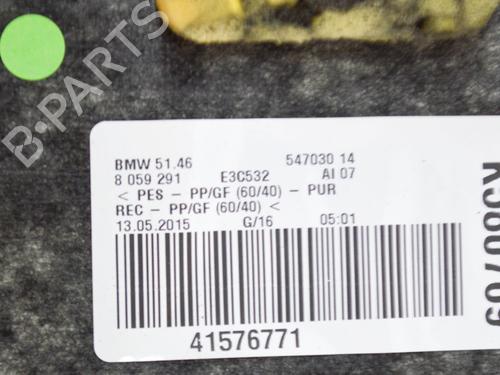 B-PARTS
BMW 51.46 547030 14
8 059 291 E3C532 AI 07
< PES - PP/GF (60/40) - PUR
REC - PP/GF (60/40) <
13.05.2015 G/16 05:01
41576771